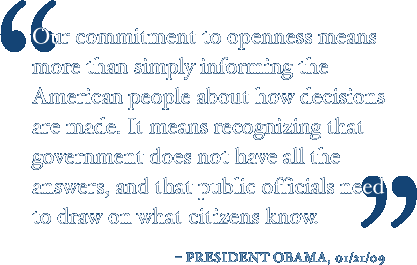 “Our commitment to openness means
more than simply informing the
American people about how decisions
are made. It means recognizing that
government does not have all the
answers, and that public officials need
to draw on what citizens know.”
– PRESIDENT OBAMA, 01/21/09